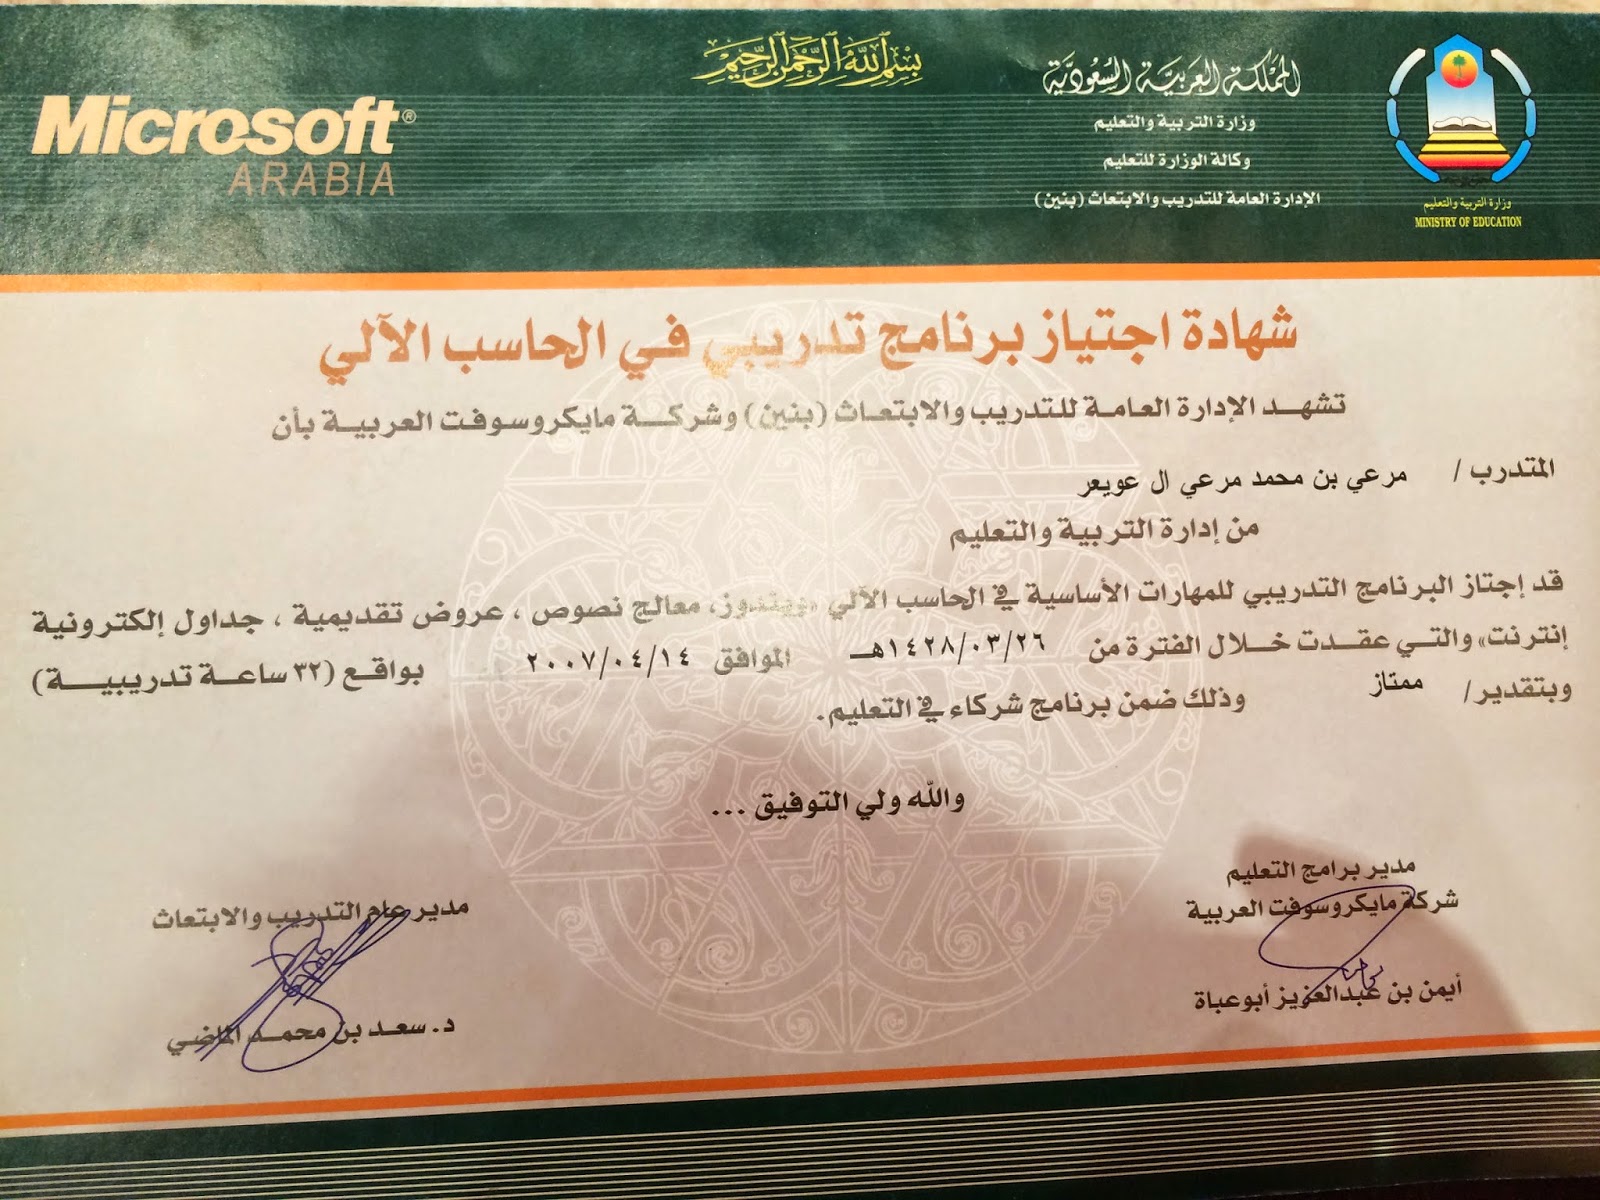 بسم الله الرحمن الرحيم
Microsoft®
ARABIA
المملكة العربية السعودية
وزارة التربية والتعليم
وكالة الوزارة للتعليم
الإدارة العامة للتدريب والابتعاث (بنين)
وزارة التربية والتعليم
MINISTRY OF EDUCATION
شهادة اجتياز برنامج تدريبي في الحاسب الآلي
تشهد الإدارة العامة للتدريب والابتعاث (بنين) وشركة مايكروسوفت العربية بأن
المتدرب / مرعي بن محمد مرعي ال عويعر
من إدارة التربية والتعليم
قد إجتاز البرنامج التدريبي للمهارات الأساسية في الحاسب الآلي «ويندوز، معالج نصوص ، عروض تقديمية ، جداول إلكترونية
إنترنت» والتي عقدت خلال الفترة من ١٤٢٨/٠٣/٢٦هـ الموافق ٢٠٠٧/٠٤/١٤ بواقع (٣٢ ساعة تدريبية)
وبتقدير/ ممتاز وذلك ضمن برنامج شركاء في التعليم.
والله ولي التوفيق ...
مدير برامج التعليم
شركة مايكروسوفت العربية
أيمن بن عبدالعزيز أبوعباة
مدير عام التدريب والابتعاث
د. سعد بن محمد الماضي